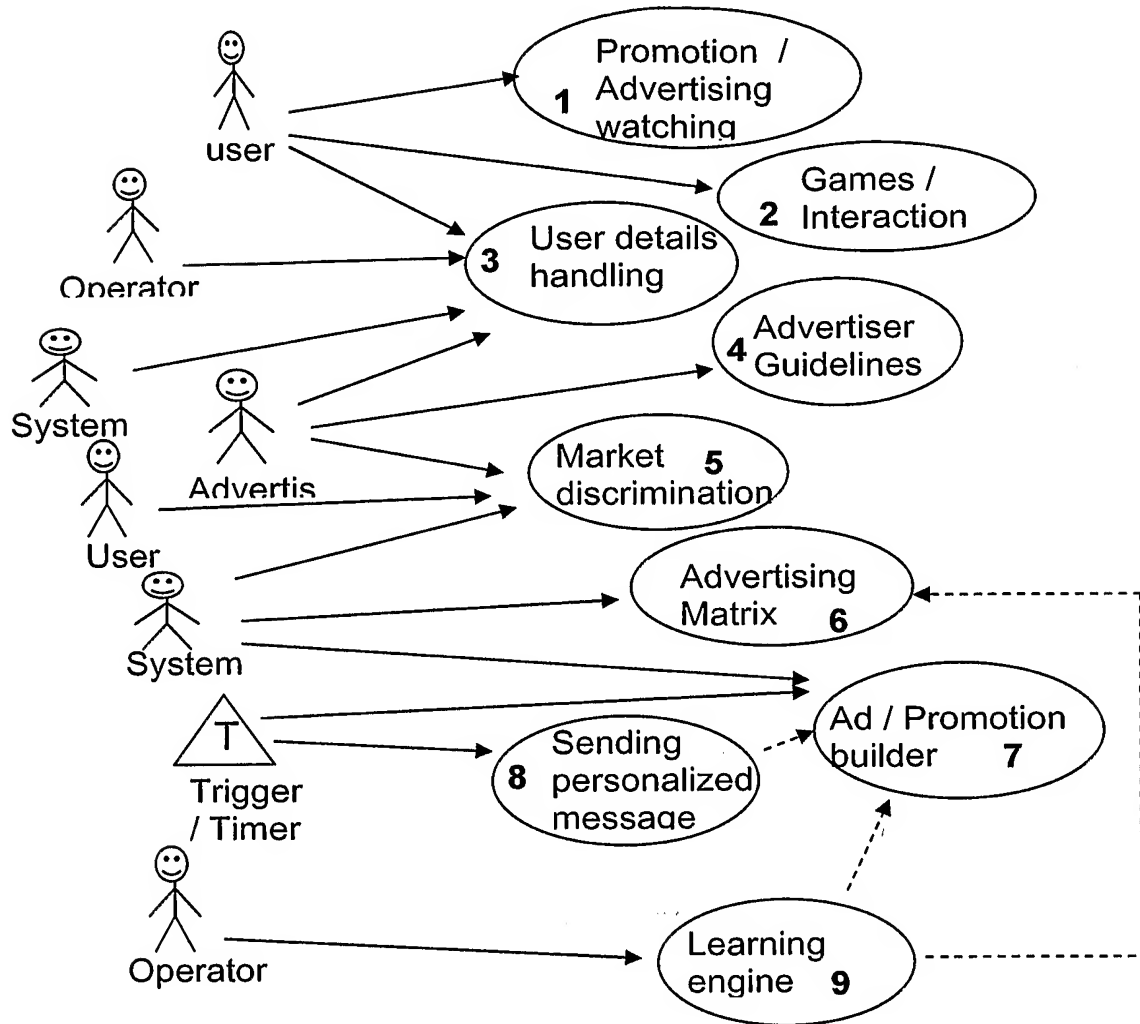 Promotion /
1 Advertising
watching
user
Games /
2 Interaction
Operator
3 User details
handling
4 Advertiser
Guidelines
System
Advertis
Market 5
discrimination
User
Advertising
Matrix 6
System
T
Trigger
/ Timer
8 Sending
personalized
message
Ad / Promotion
builder 7
Operator
Learning
engine 9